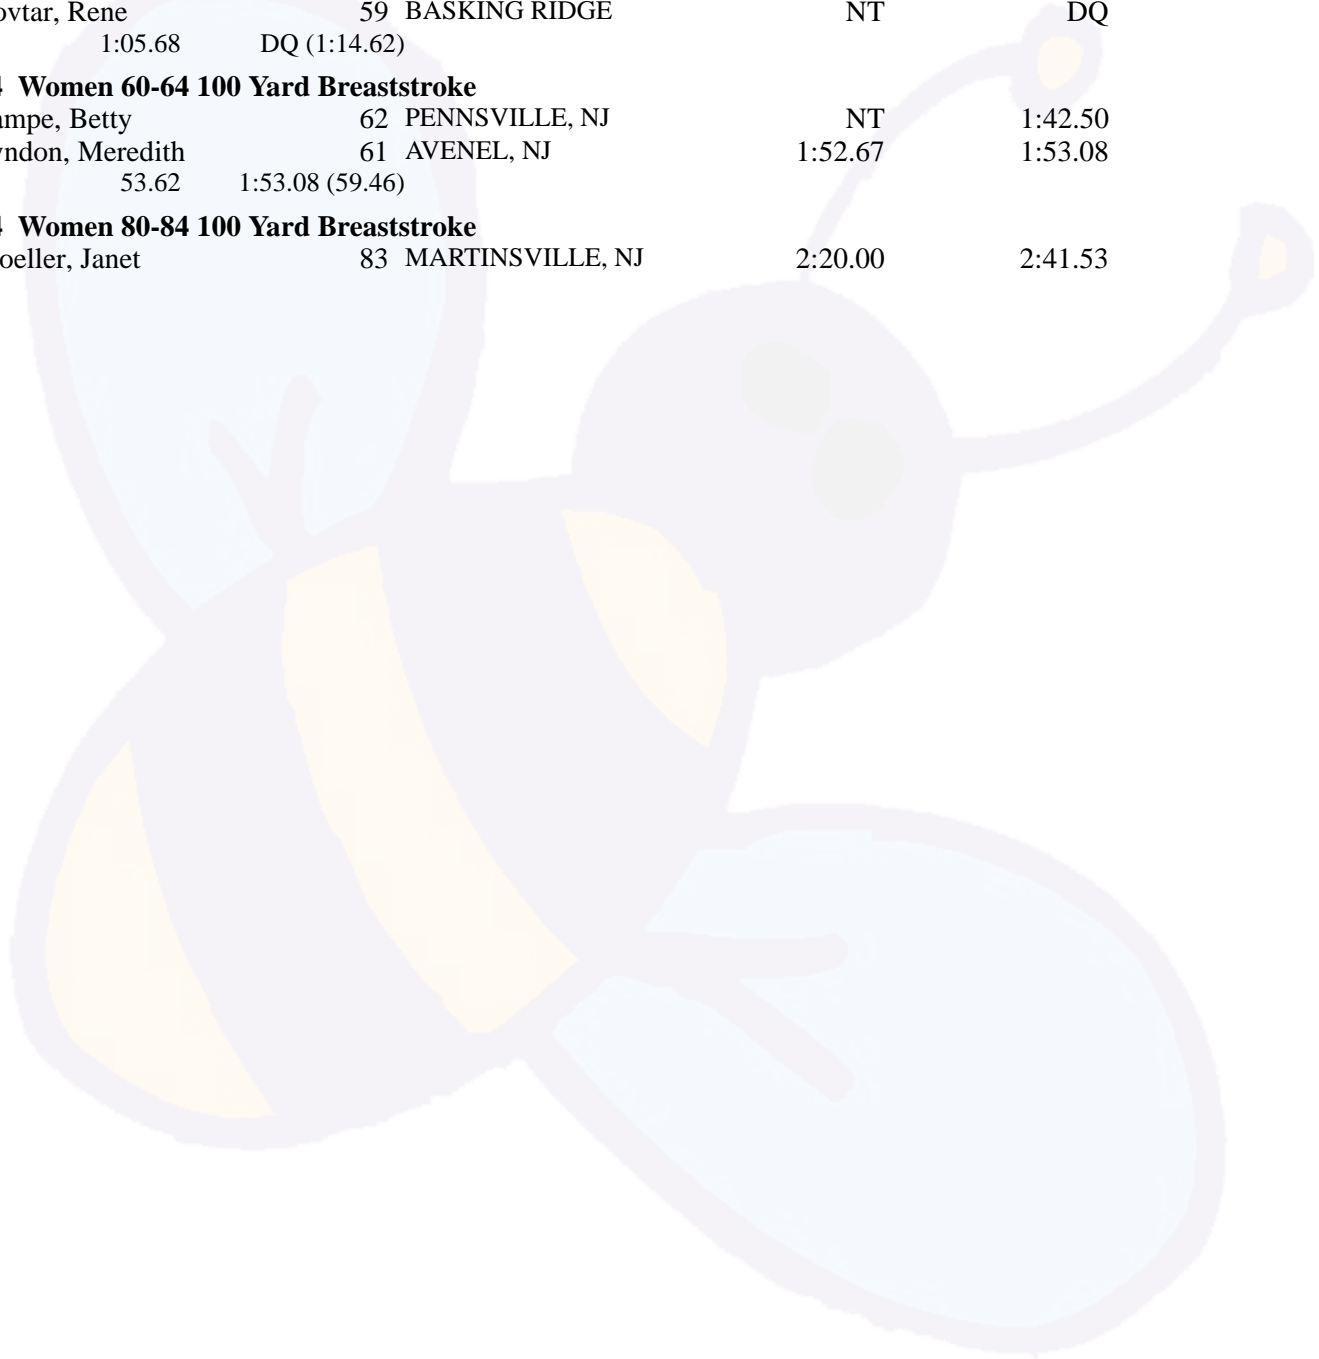 ovtar, Rene 59 BASKING RIDGE NT DQ
1:05.68 DQ (1:14.62)
4 Women 60-64 100 Yard Breaststroke
ampe, Betty 62 PENNSVILLE, NJ NT 1:42.50
yndon, Meredith 61 AVENEL, NJ 1:52.67 1:53.08
53.62 1:53.08 (59.46)
4 Women 80-84 100 Yard Breaststroke
oeller, Janet 83 MARTINSVILLE, NJ 2:20.00 2:41.53